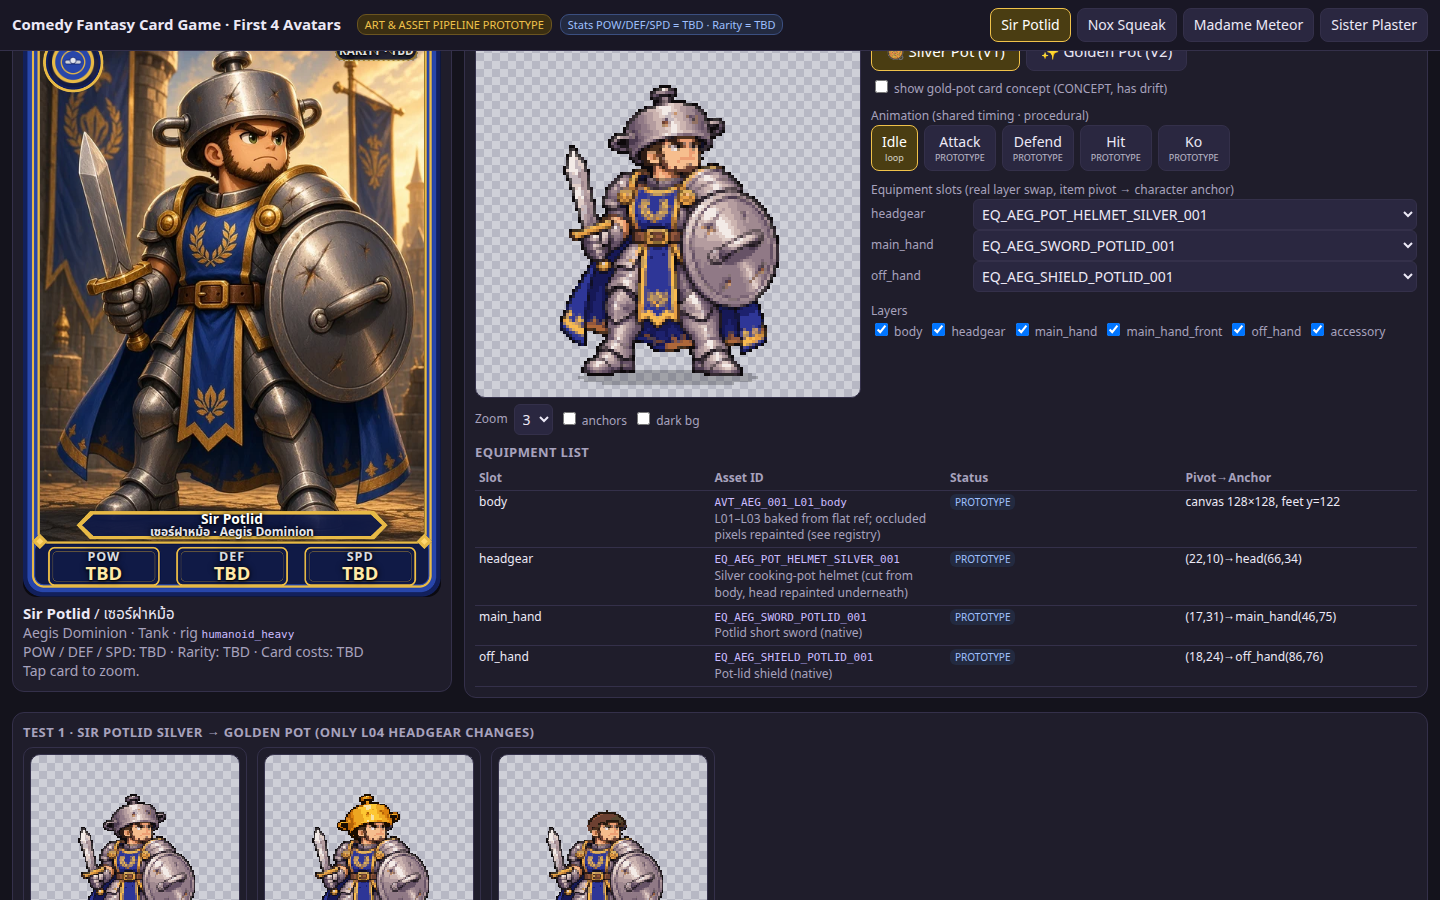 Comedy Fantasy Card Game · First 4 Avatars
ART & ASSET PIPELINE PROTOTYPE
Stats POW/DEF/SPD = TBD · Rarity = TBD
Sir Potlid
Nox Squeak
Madame Meteor
Sister Plaster
RARITY · TBD
Sir Potlid
เซอร์ฝาหม้อ · Aegis Dominion
POW
TBD
DEF
TBD
SPD
TBD
Sir Potlid / เซอร์ฝาหม้อ
Aegis Dominion · Tank · rig humanoid_heavy
POW / DEF / SPD: TBD · Rarity: TBD · Card costs: TBD
Tap card to zoom.
Silver Pot (V1)
Golden Pot (V2)
show gold-pot card concept (CONCEPT, has drift)
Animation (shared timing · procedural)
Idle
loop
Attack
PROTOTYPE
Defend
PROTOTYPE
Hit
PROTOTYPE
Ko
PROTOTYPE
Equipment slots (real layer swap, item pivot → character anchor)
headgear EQ_AEG_POT_HELMET_SILVER_001
main_hand EQ_AEG_SWORD_POTLID_001
off_hand EQ_AEG_SHIELD_POTLID_001
Layers
body headgear main_hand main_hand_front off_hand accessory
Zoom 3 anchors dark bg
EQUIPMENT LIST
Slot Asset ID Status Pivot→Anchor
body AVT_AEG_001_L01_body PROTOTYPE canvas 128×128, feet y=122
L01–L03 baked from flat ref; occluded
pixels repainted (see registry)
headgear EQ_AEG_POT_HELMET_SILVER_001 PROTOTYPE (22,10)→head(66,34)
Silver cooking-pot helmet (cut from
body, head repainted underneath)
main_hand EQ_AEG_SWORD_POTLID_001 PROTOTYPE (17,31)→main_hand(46,75)
Potlid short sword (native)
off_hand EQ_AEG_SHIELD_POTLID_001 PROTOTYPE (18,24)→off_hand(86,76)
Pot-lid shield (native)
TEST 1 · SIR POTLID SILVER → GOLDEN POT (ONLY L04 HEADGEAR CHANGES)